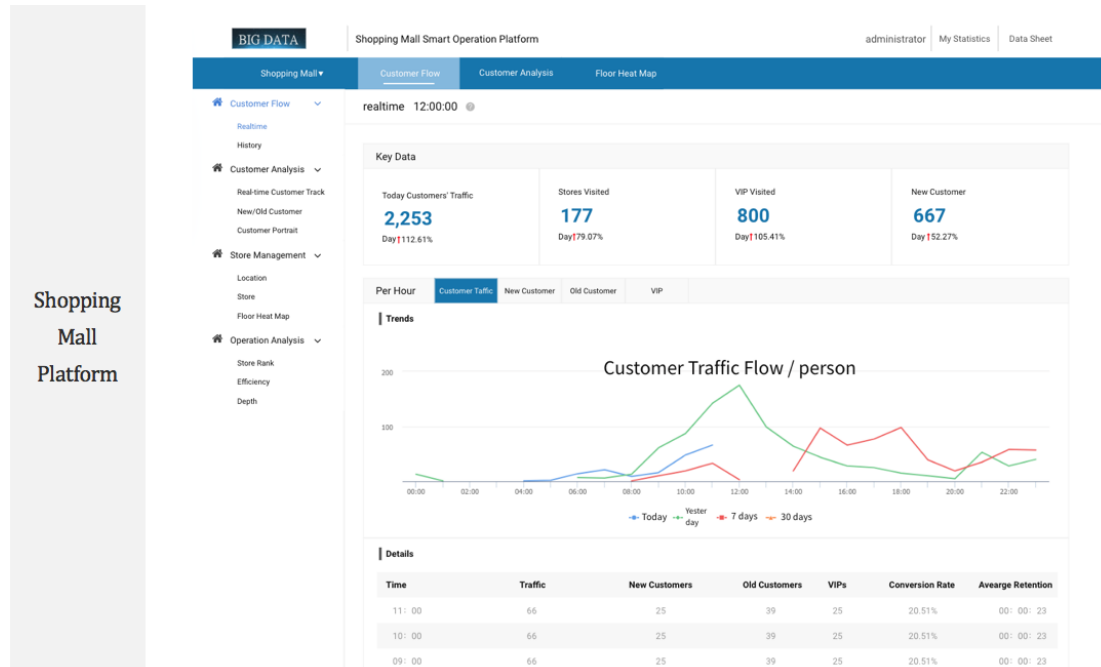 Shopping
Mall
Platform
BIG DATA
Shopping Mall Smart Operation Platform
administrator My Statistics Data Sheet
Shopping Mall▼ Customer Flow Customer Analysis Floor Heat Map
Customer Flow
Realtime
History
Customer Analysis
Real-time Customer Track
New/Old Customer
Customer Portrait
Store Management
Location
Store
Floor Heat Map
Operation Analysis
Store Rank
Efficiency
Depth
realtime 12:00:00
Key Data
Today Customers' Traffic
2,253
Day↑112.61%
Stores Visited
177
Day↑79.07%
VIP Visited
800
Day↑105.41%
New Customer
667
Day↑52.27%
Per Hour Customer Taffic New Customer Old Customer VIP
Trends
Customer Traffic Flow / person
200
100
00:00 02:00 04:00 06:00 08:00 10:00 12:00 14:00 16:00 18:00 20:00 22:00
Today Yester
day 7 days 30 days
Details
Time Traffic New Customers Old Customers VIPs Conversion Rate Avearge Retention
11: 00 66 25 39 25 20.51% 00: 00: 23
10: 00 66 25 39 25 20.51% 00: 00: 23
09: 00 66 25 39 25 20.51% 00: 00: 23